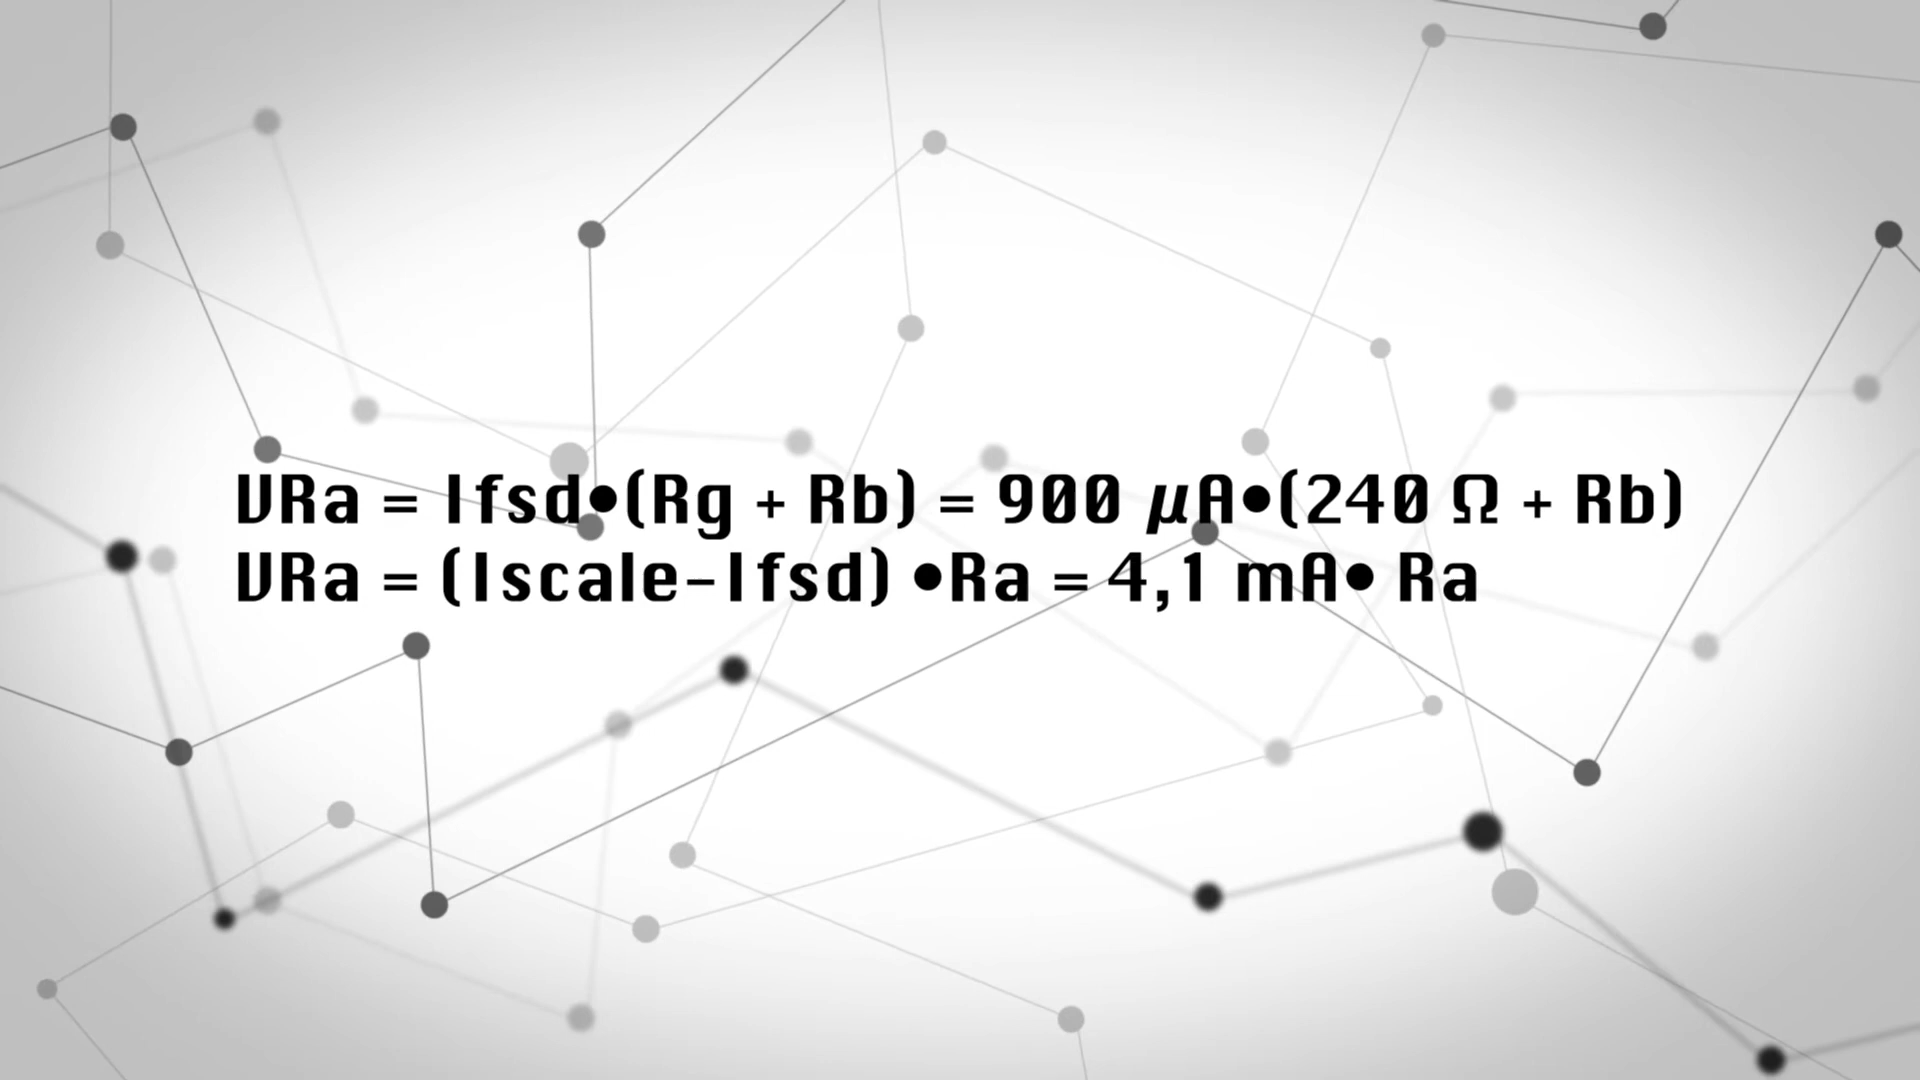 VRa = Ifsd•(Rg + Rb) = 900 μA•(240 Ω + Rb)
VRa = (Iscale-Ifsd) •Ra = 4,1 mA• Ra